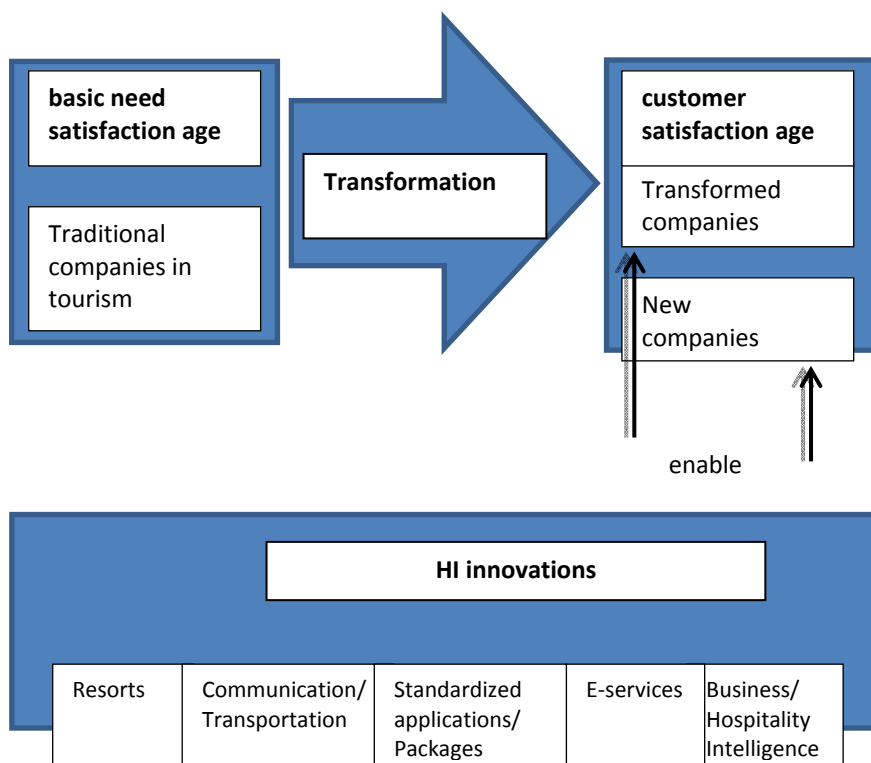 basic need
satisfaction age
Traditional
companies in
tourism
Transformation
customer
satisfaction age
Transformed
companies
New
companies
enable
HI innovations
Resorts
Communication/
Transportation
Standardized
applications/
Packages
E-services
Business/
Hospitality
Intelligence